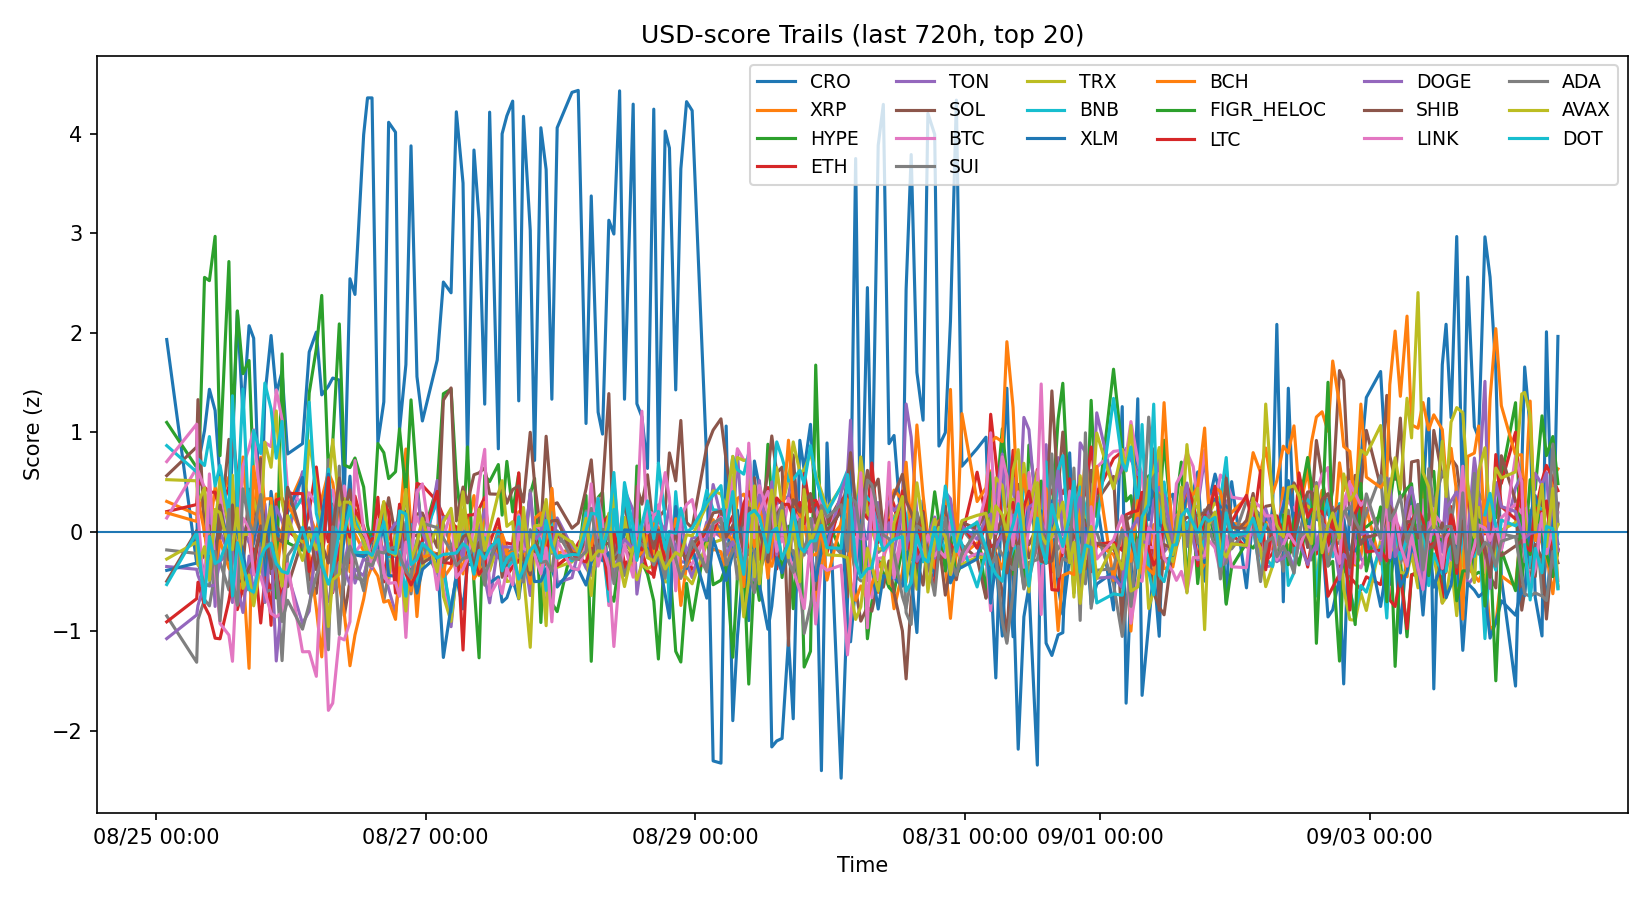 USD-score Trails (last 720h, top 20)
CRO TON TRX BCH DOGE ADA
XRP SOL BNB FIGR_HELOC SHIB AVAX
HYPE BTC XLM LTC LINK DOT
ETH SUI
4
3
2
1
0
−1
−2
Score (z)
08/25 00:00 08/27 00:00 08/29 00:00 08/31 00:00 09/01 00:00 09/03 00:00
Time